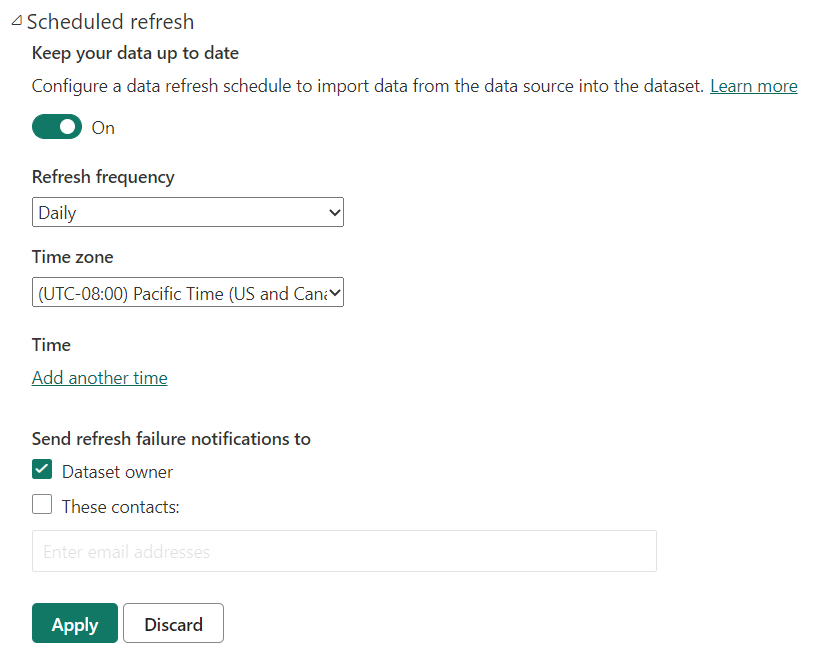 Scheduled refresh
Keep your data up to date
Configure a data refresh schedule to import data from the data source into the dataset. Learn more
On
Refresh frequency
Daily
Time zone
(UTC-08:00) Pacific Time (US and Cana
Time
Add another time
Send refresh failure notifications to
Dataset owner
These contacts:
Enter email addresses
Apply Discard